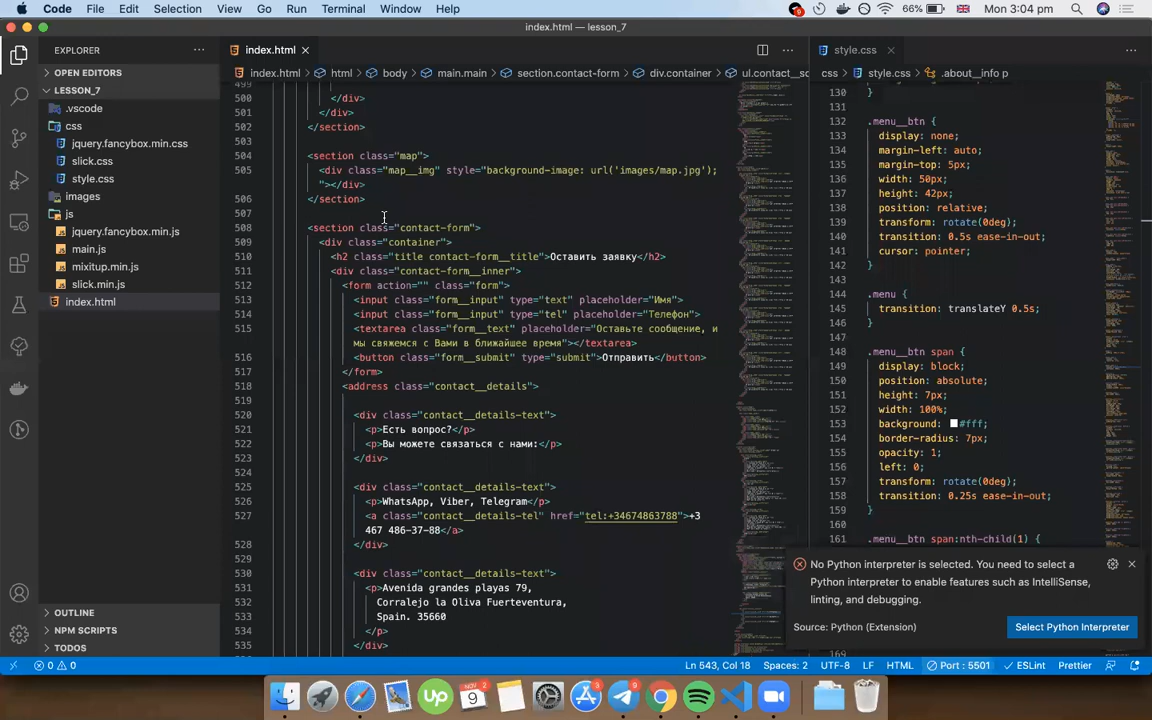 Code File Edit Selection View Go Run Terminal Window Help 66% Mon 3:04 pm
index.html — lesson_7
EXPLORER
OPEN EDITORS
LESSON_7
.vscode
css
jquery.fancybox.min.css
slick.css
style.css
images
js
jquery.fancybox.min.js
main.js
mixitup.min.js
slick.min.js
index.html
OUTLINE
NPM SCRIPTS
TODOS
index.html
index.html > html > body > main.main > section.contact-form > div.container > ul.contact__so
499
500 </div>
501 </div>
502 </section>
503
504 <section class="map">
505 <div class="map__img" style="background-image: url('images/map.jpg');
"></div>
506 </section>
507
508 <section class="contact-form">
509 <div class="container">
510 <h2 class="title contact-form__title">Оставить заявку</h2>
511 <div class="contact-form__inner">
512 <form action="" class="form">
513 <input class="form__input" type="text" placeholder="Имя">
514 <input class="form__input" type="tel" placeholder="Телефон">
515 <textarea class="form__text" placeholder="Оставьте сообщение, и
мы свяжемся с Вами в ближайшее время"></textarea>
516 <button class="form__submit" type="submit">Отправить</button>
517 </form>
518 <address class="contact__details">
519
520 <div class="contact__details-text">
521 <p>Есть вопрос?</p>
522 <p>Вы можете связаться с нами:</p>
523 </div>
524
525 <div class="contact__details-text">
526 <p>WhatsApp, Viber, Telegram</p>
527 <a class="contact__details-tel" href="tel:+34674863788">+3
467 486-37-88</a>
528 </div>
529
530 <div class="contact__details-text">
531 <p>Avenida grandes playas 79,
532 Corralejo la Oliva Fuerteventura,
533 Spain. 35660
534 </p>
535 </div>
style.css
css > style.css > .about__info p
130 }
131
132 .menu__btn {
133 display: none;
134 margin-left: auto;
135 margin-top: 5px;
136 width: 50px;
137 height: 42px;
138 position: relative;
139 transform: rotate(0deg);
140 transition: 0.5s ease-in-out;
141 cursor: pointer;
142 }
143
144 .menu {
145 transition: translateY 0.5s;
146 }
147
148 .menu__btn span {
149 display: block;
150 position: absolute;
151 height: 7px;
152 width: 100%;
153 background: #fff;
154 border-radius: 7px;
155 opacity: 1;
156 left: 0;
157 transform: rotate(0deg);
158 transition: 0.25s ease-in-out;
159 }
160
161 .menu__btn span:nth-child(1) {
169
No Python interpreter is selected. You need to select a
Python interpreter to enable features such as IntelliSense,
linting, and debugging.
Source: Python (Extension)
Select Python Interpreter
0 0 Ln 543, Col 18 Spaces: 2 UTF-8 LF HTML Port : 5501 ESLint Prettier
up
NOV
9
2
3
9